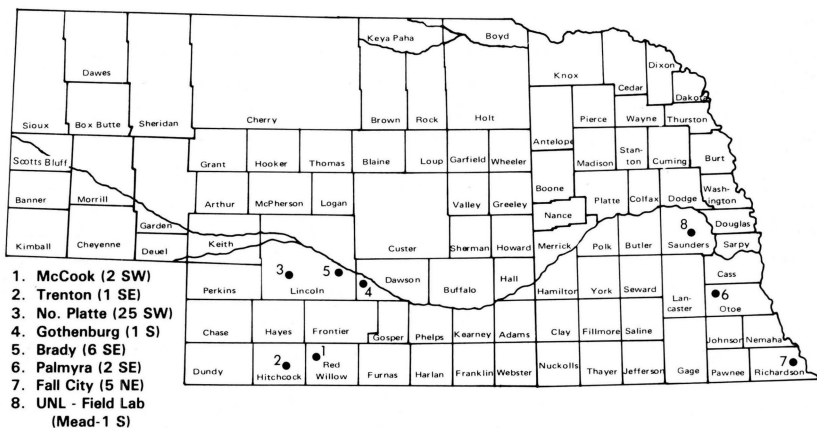 Keya Paha
Boyd
Knox
Cedar
Dixon
Dakota
Dawes
Sioux
Box Butte
Sheridan
Cherry
Brown
Rock
Holt
Antelope
Pierce
Wayne
Thurston
Scotts Bluff
Grant
Hooker
Thomas
Blaine
Loup
Garfield
Wheeler
Madison
Stan-
ton
Cuming
Burt
Banner
Morrill
Garden
Arthur
McPherson
Logan
Valley
Greeley
Boone
Nance
Platte
Colfax
Dodge
Wash-
ington
Kimball
Cheyenne
Deuel
Keith
Custer
Sherman
Howard
Merrick
Polk
Butler
8
Saunders
Douglas
Sarpy
1. McCook (2 SW)
2. Trenton (1 SE)
3. No. Platte (25 SW)
4. Gothenburg (1 S)
5. Brady (6 SE)
6. Palmyra (2 SE)
7. Fall City (5 NE)
8. UNL - Field Lab
(Mead-1 S)
Perkins
3
Lincoln
5
4
Dawson
Buffalo
Hall
Hamilton
York
Seward
Lan-
caster
Cass
6
Otoe
Chase
Hayes
Frontier
Gosper
Phelps
Kearney
Adams
Clay
Fillmore
Saline
Johnson
Nemaha
Dundy
2
Hitchcock
1
Red
Willow
Furnas
Harlan
Franklin
Webster
Nuckolls
Thayer
Jefferson
Gage
Pawnee
7
Richardson